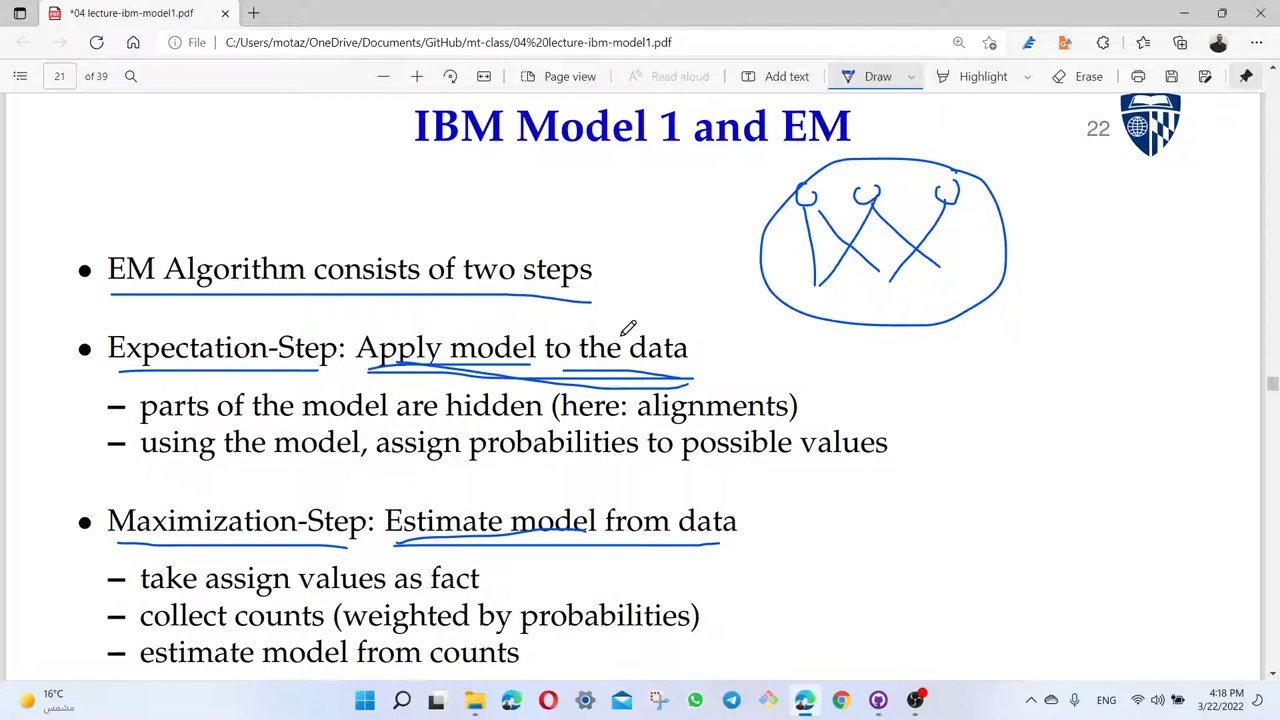 *04 lecture-ibm-model1.pdf
File C:/Users/motaz/OneDrive/Documents/GitHub/mt-class/04%20lecture-ibm-model1.pdf
21 of 39 Page view Read aloud Add text Draw Highlight Erase
IBM Model 1 and EM
22
• EM Algorithm consists of two steps
• Expectation-Step: Apply model to the data
– parts of the model are hidden (here: alignments)
– using the model, assign probabilities to possible values
• Maximization-Step: Estimate model from data
– take assign values as fact
– collect counts (weighted by probabilities)
– estimate model from counts
16°C
مشمس
ENG
4:18 PM
3/22/2022